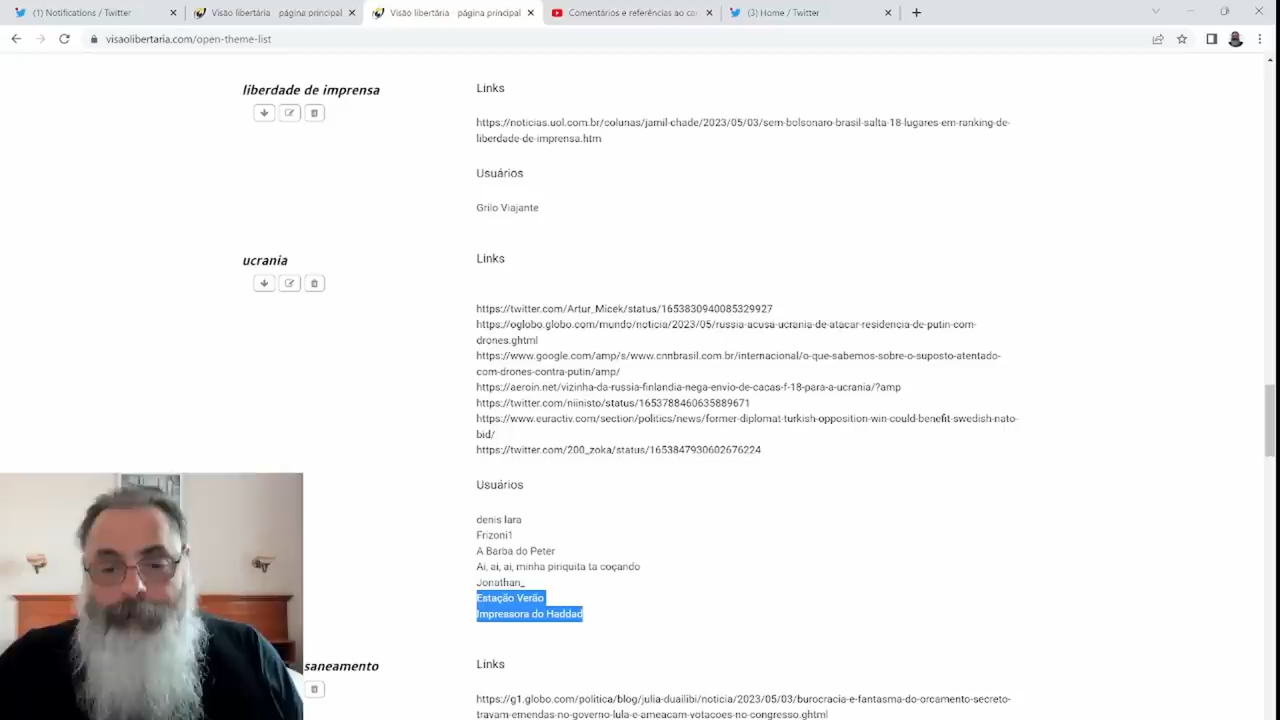 (1) Notifications / Twitter
Visão libertária - página principal
Visão libertária - página principal
Comentários e referências ao co
(3) Home / Twitter
visaolibertaria.com/open-theme-list
liberdade de imprensa
Links
https://noticias.uol.com.br/colunas/jamil-chade/2023/05/03/sem-bolsonaro-brasil-salta-18-lugares-em-ranking-de-
liberdade-de-imprensa.htm
Usuários
Grilo Viajante
ucrania
Links
https://twitter.com/Artur_Micek/status/1653830940085329927
https://oglobo.globo.com/mundo/noticia/2023/05/russia-acusa-ucrania-de-atacar-residencia-de-putin-com-
drones.ghtml
https://www.google.com/amp/s/www.cnnbrasil.com.br/internacional/o-que-sabemos-sobre-o-suposto-atentado-
com-drones-contra-putin/amp/
https://aeroin.net/vizinha-da-russia-finlandia-nega-envio-de-cacas-f-18-para-a-ucrania/?amp
https://twitter.com/niinisto/status/1653788460635889671
https://www.euractiv.com/section/politics/news/former-diplomat-turkish-opposition-win-could-benefit-swedish-nato-
bid/
https://twitter.com/200_zoka/status/1653847930602676224
Usuários
denis lara
Frizoni1
A Barba do Peter
Ai, ai, ai, minha piriquita ta coçando
Jonathan_
Estação Verão
Impressora do Haddad
saneamento
Links
https://g1.globo.com/politica/blog/julia-duailibi/noticia/2023/05/03/burocracia-e-fantasma-do-orcamento-secreto-
travam-emendas-no-governo-lula-e-ameacam-votacoes-no-congresso.ghtml